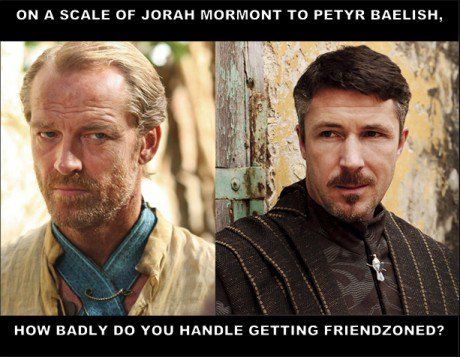 ON A SCALE OF JORAH MORMONT TO PETYR BAELISH,
HOW BADLY DO YOU HANDLE GETTING FRIENDZONED?